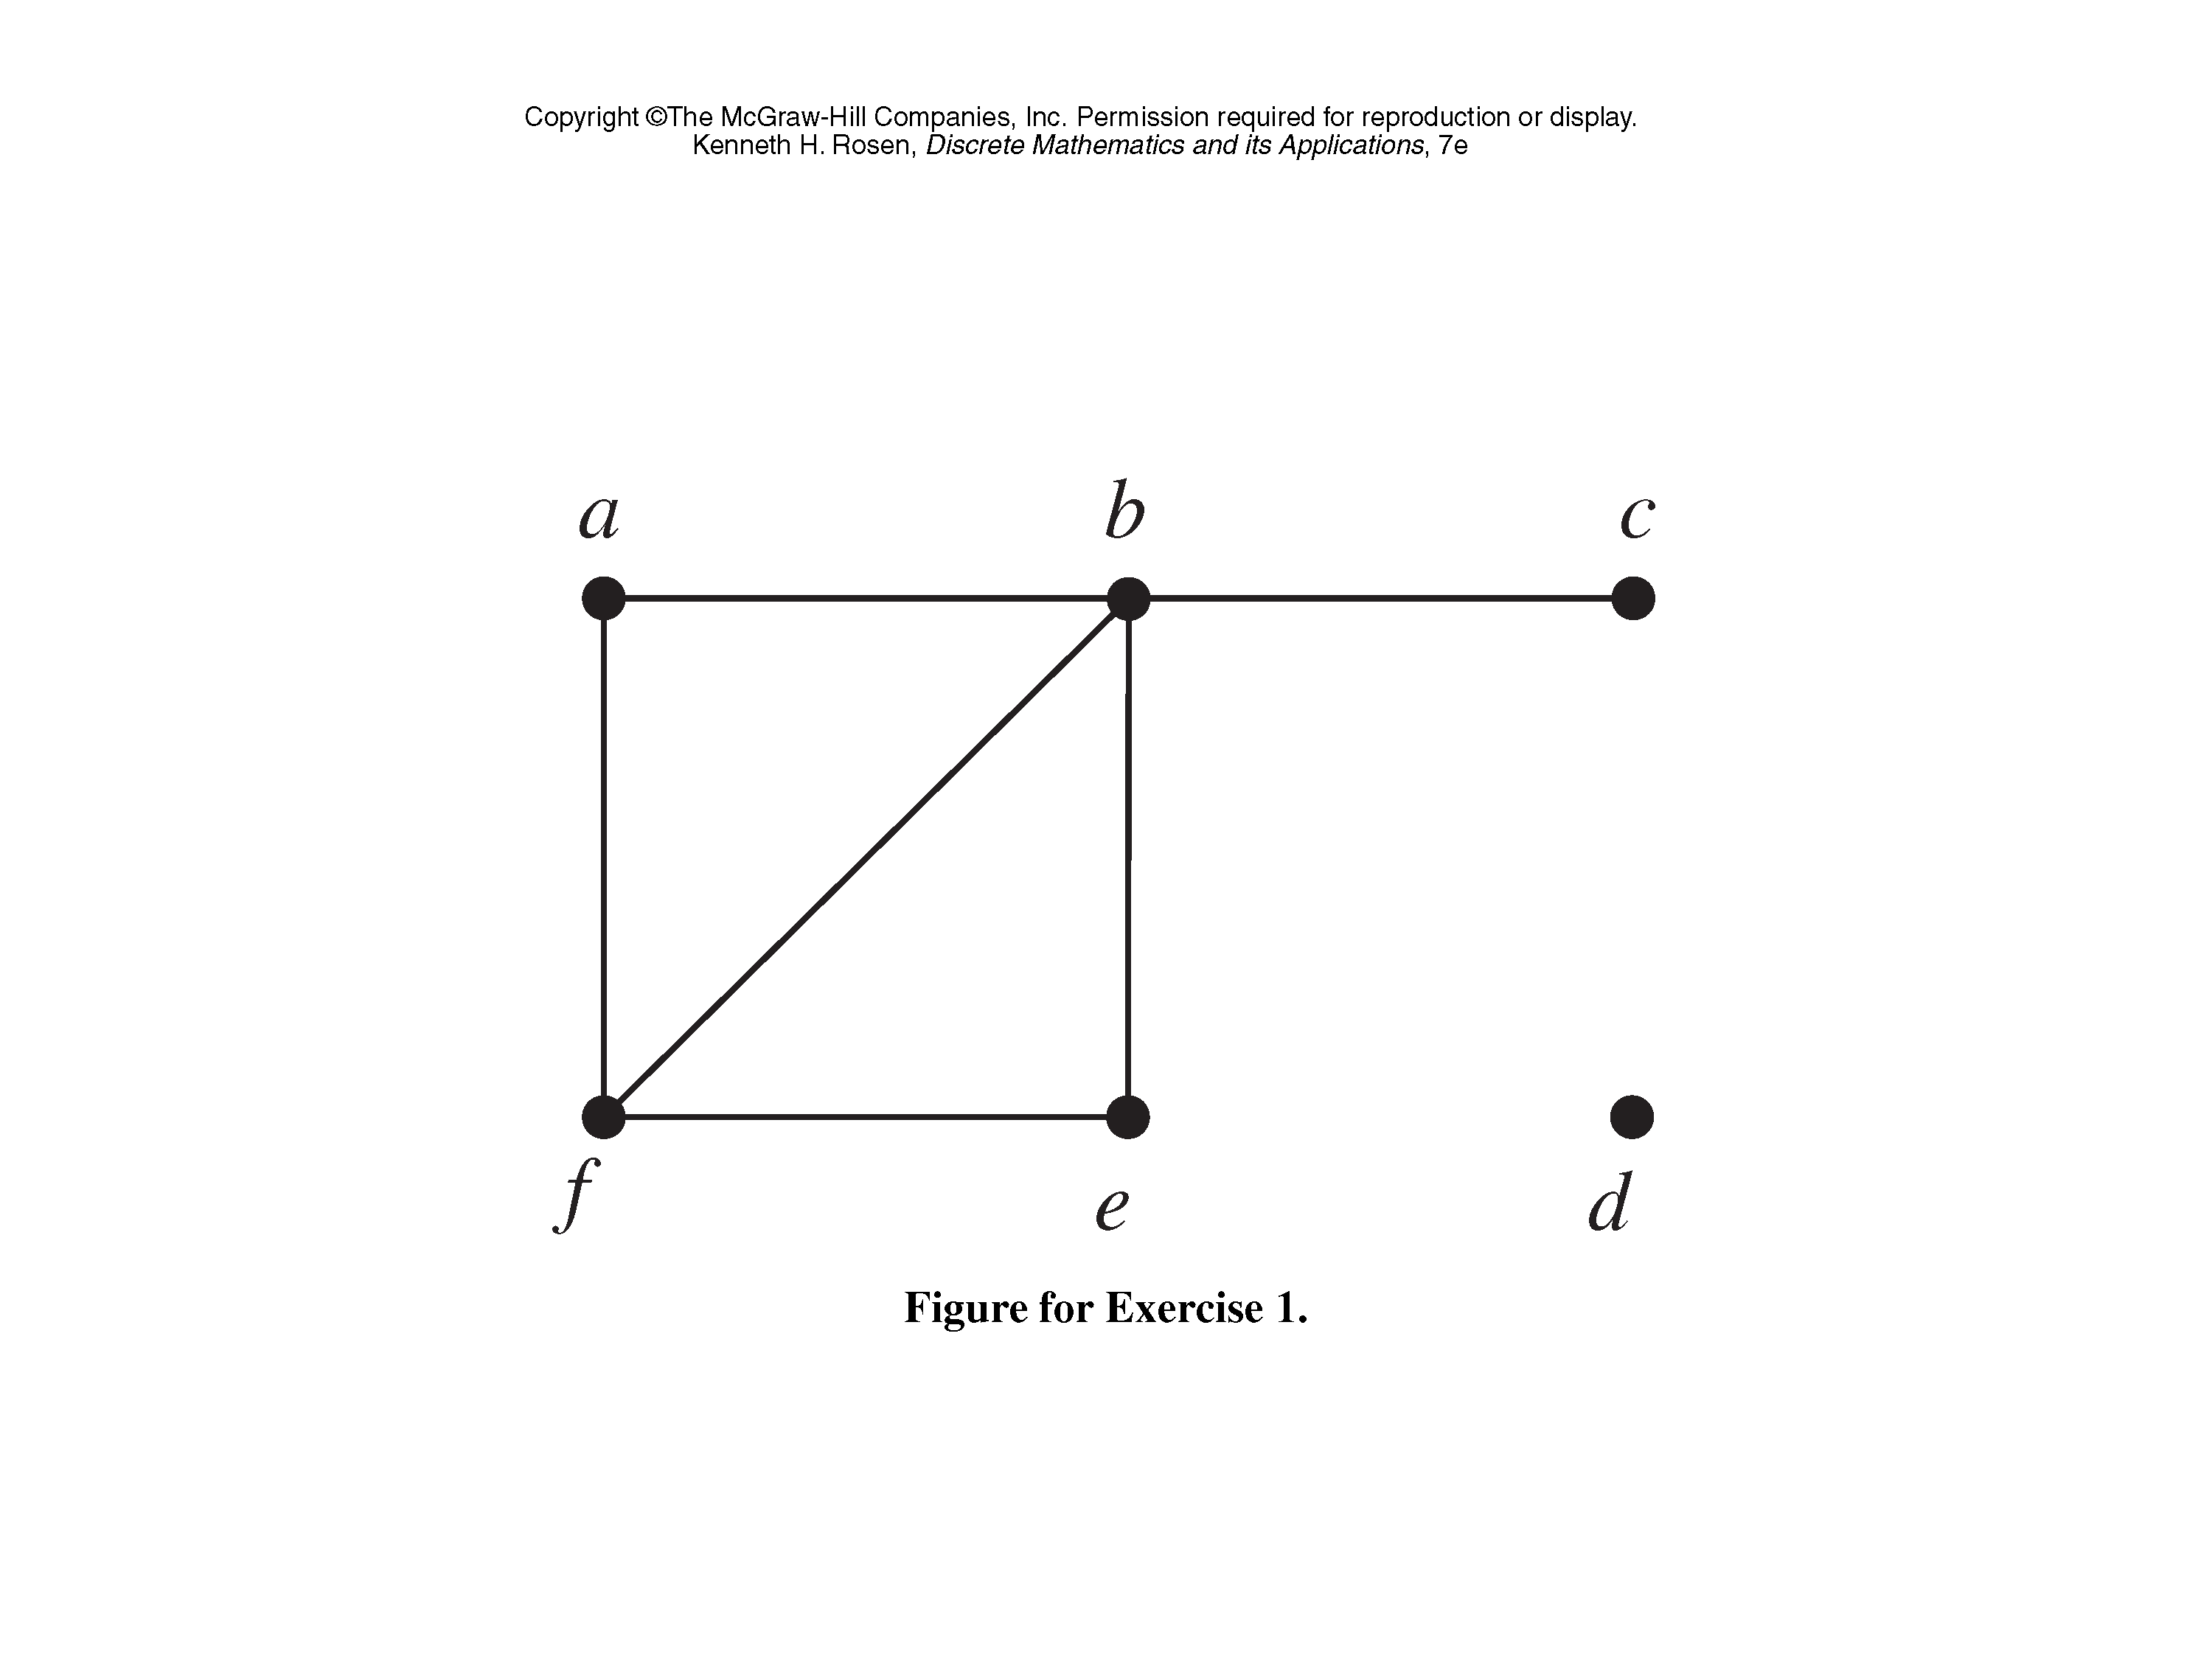 Copyright ©The McGraw-Hill Companies, Inc. Permission required for reproduction or display.
Kenneth H. Rosen, Discrete Mathematics and its Applications, 7e
a b c
f e d
Figure for Exercise 1.